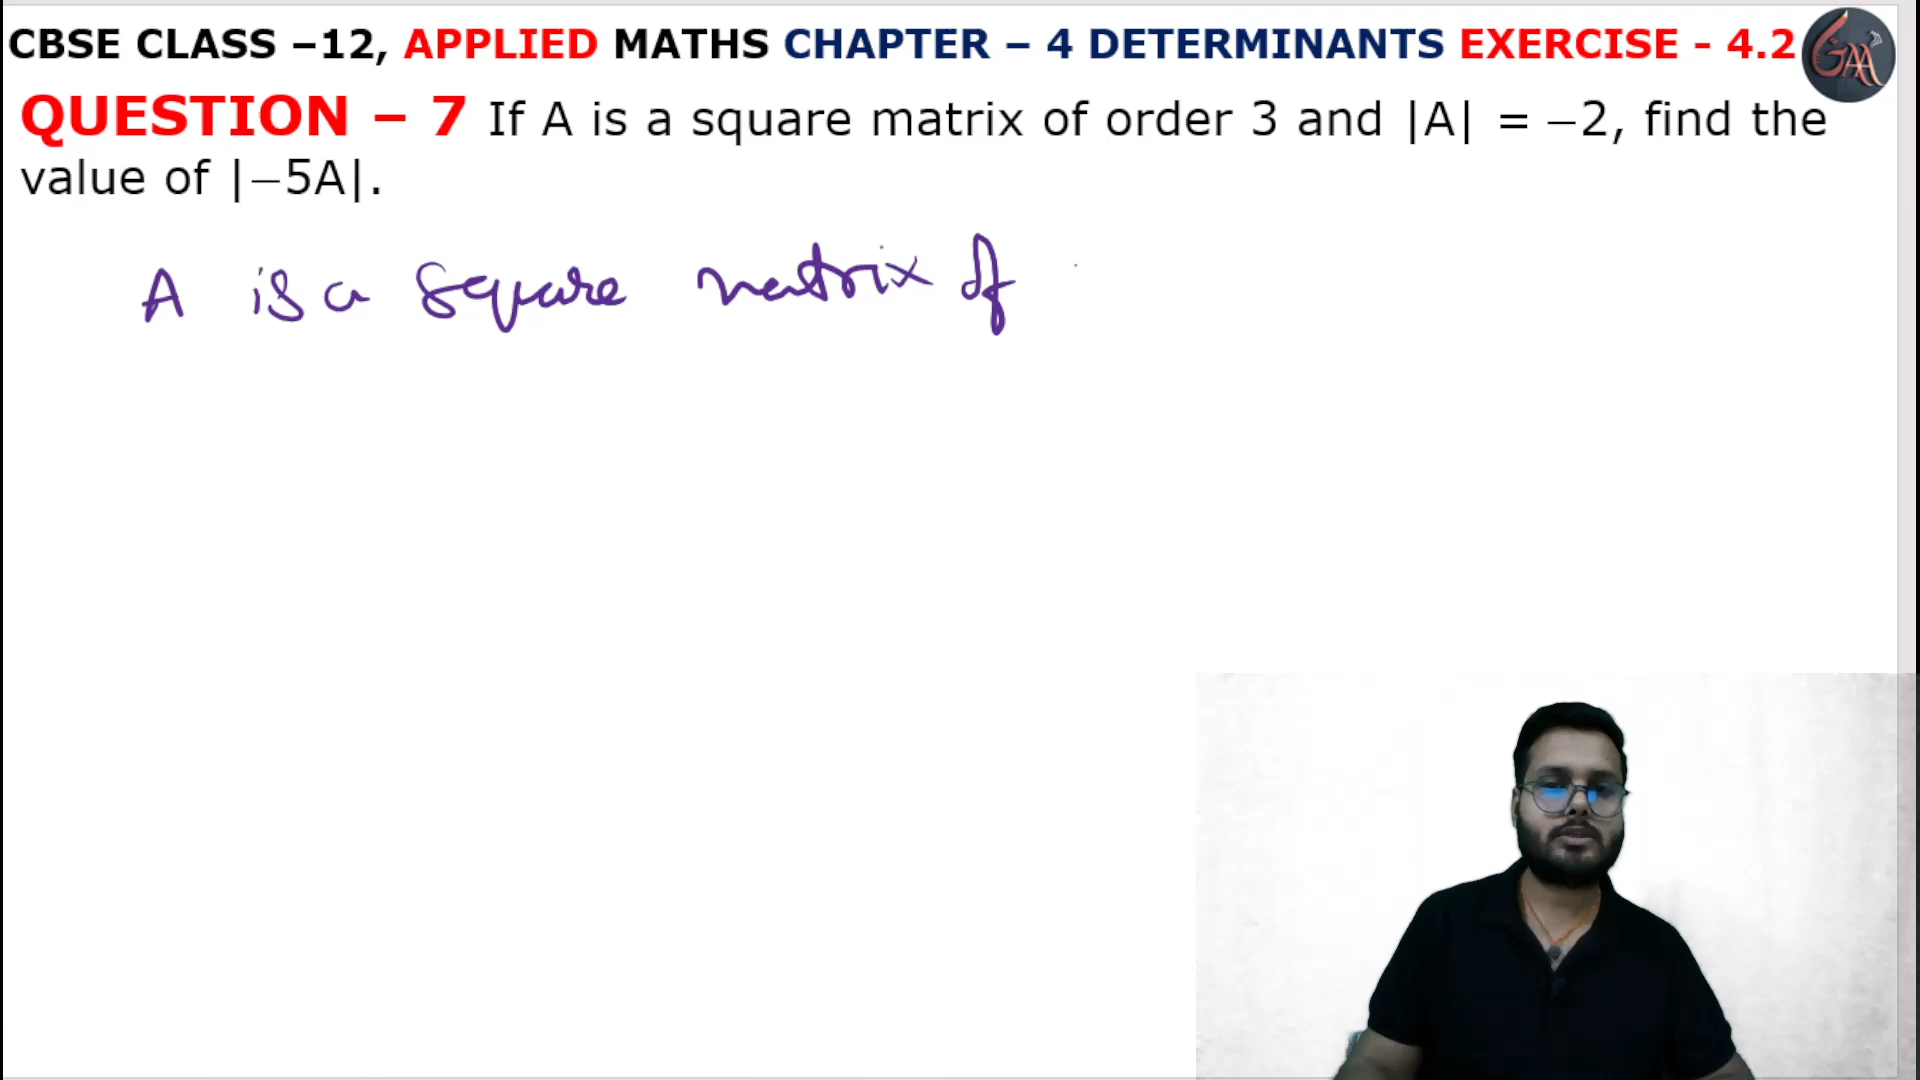 CBSE CLASS –12, APPLIED MATHS CHAPTER – 4 DETERMINANTS EXERCISE - 4.2
QUESTION – 7 If A is a square matrix of order 3 and |A| = −2, find the
value of |−5A|.
A is a square matrix of